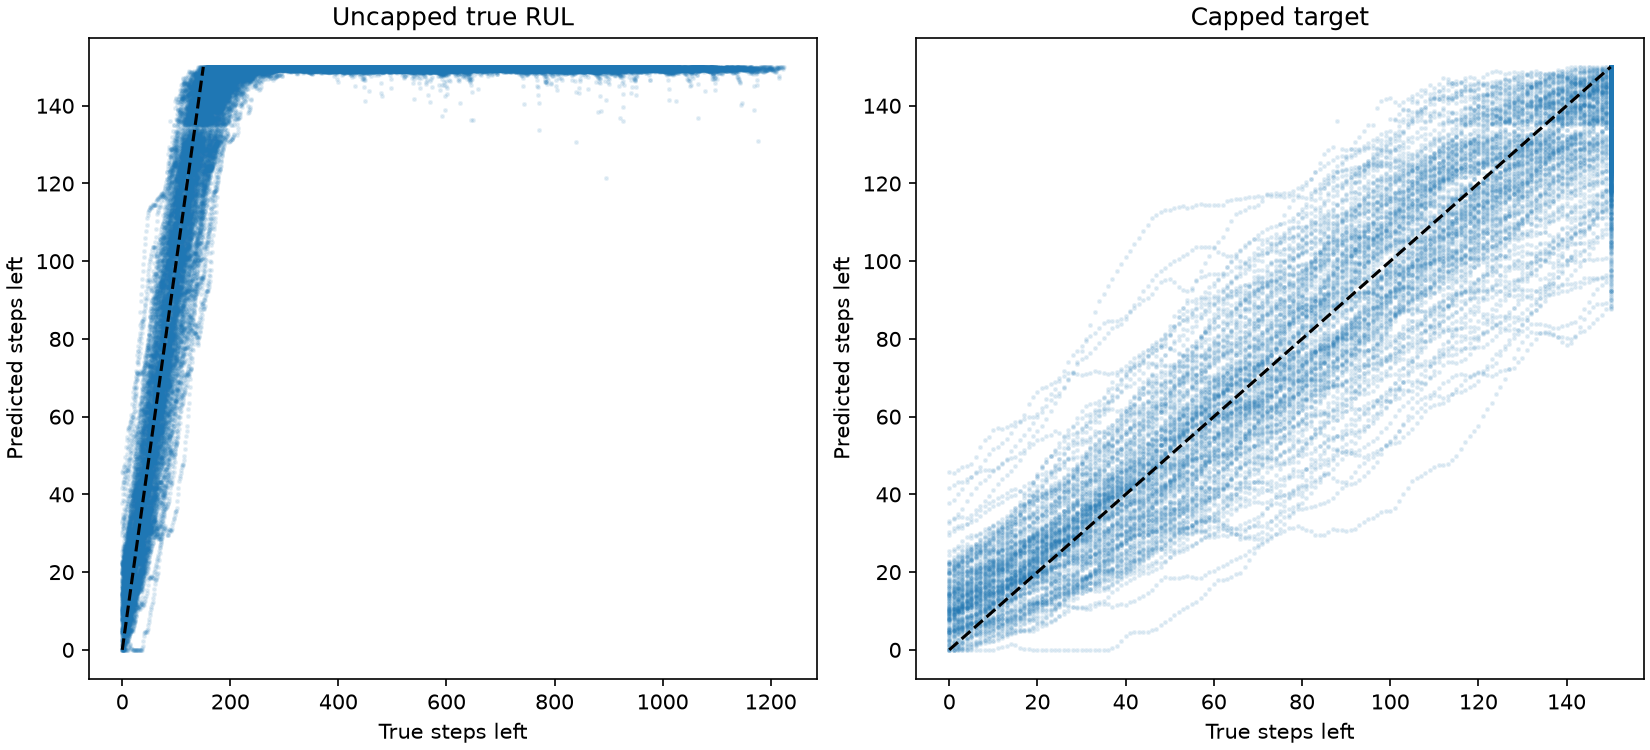 Uncapped true RUL
Predicted steps left
140
120
100
80
60
40
20
0
0 200 400 600 800 1000 1200
True steps left
Capped target
Predicted steps left
140
120
100
80
60
40
20
0
0 20 40 60 80 100 120 140
True steps left